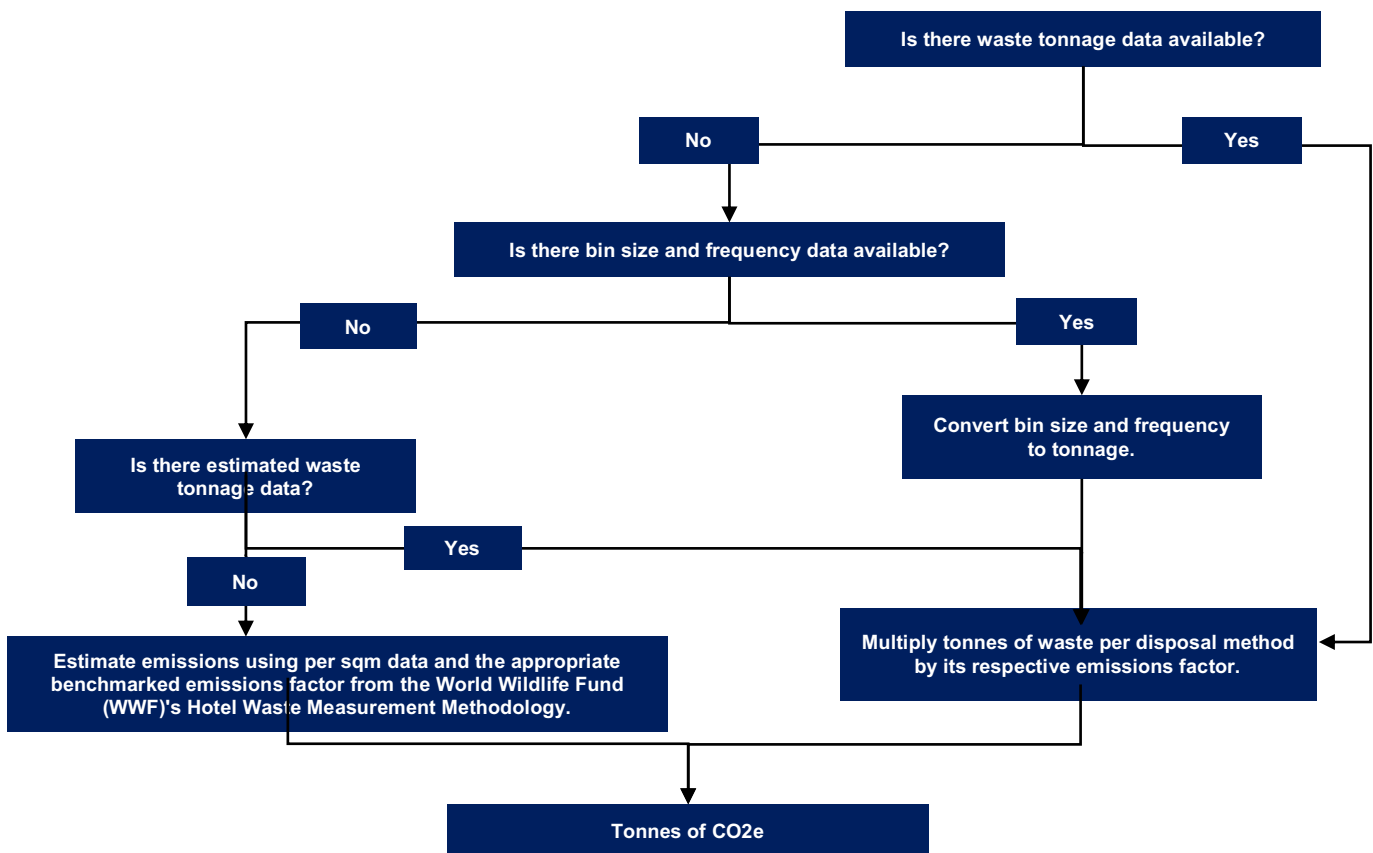 Is there waste tonnage data available?
No
Yes
Is there bin size and frequency data available?
No
Yes
Convert bin size and frequency
to tonnage.
Is there estimated waste
tonnage data?
Yes
No
Multiply tonnes of waste per disposal method
by its respective emissions factor.
Estimate emissions using per sqm data and the appropriate
benchmarked emissions factor from the World Wildlife Fund
(WWF)'s Hotel Waste Measurement Methodology.
Tonnes of CO2e